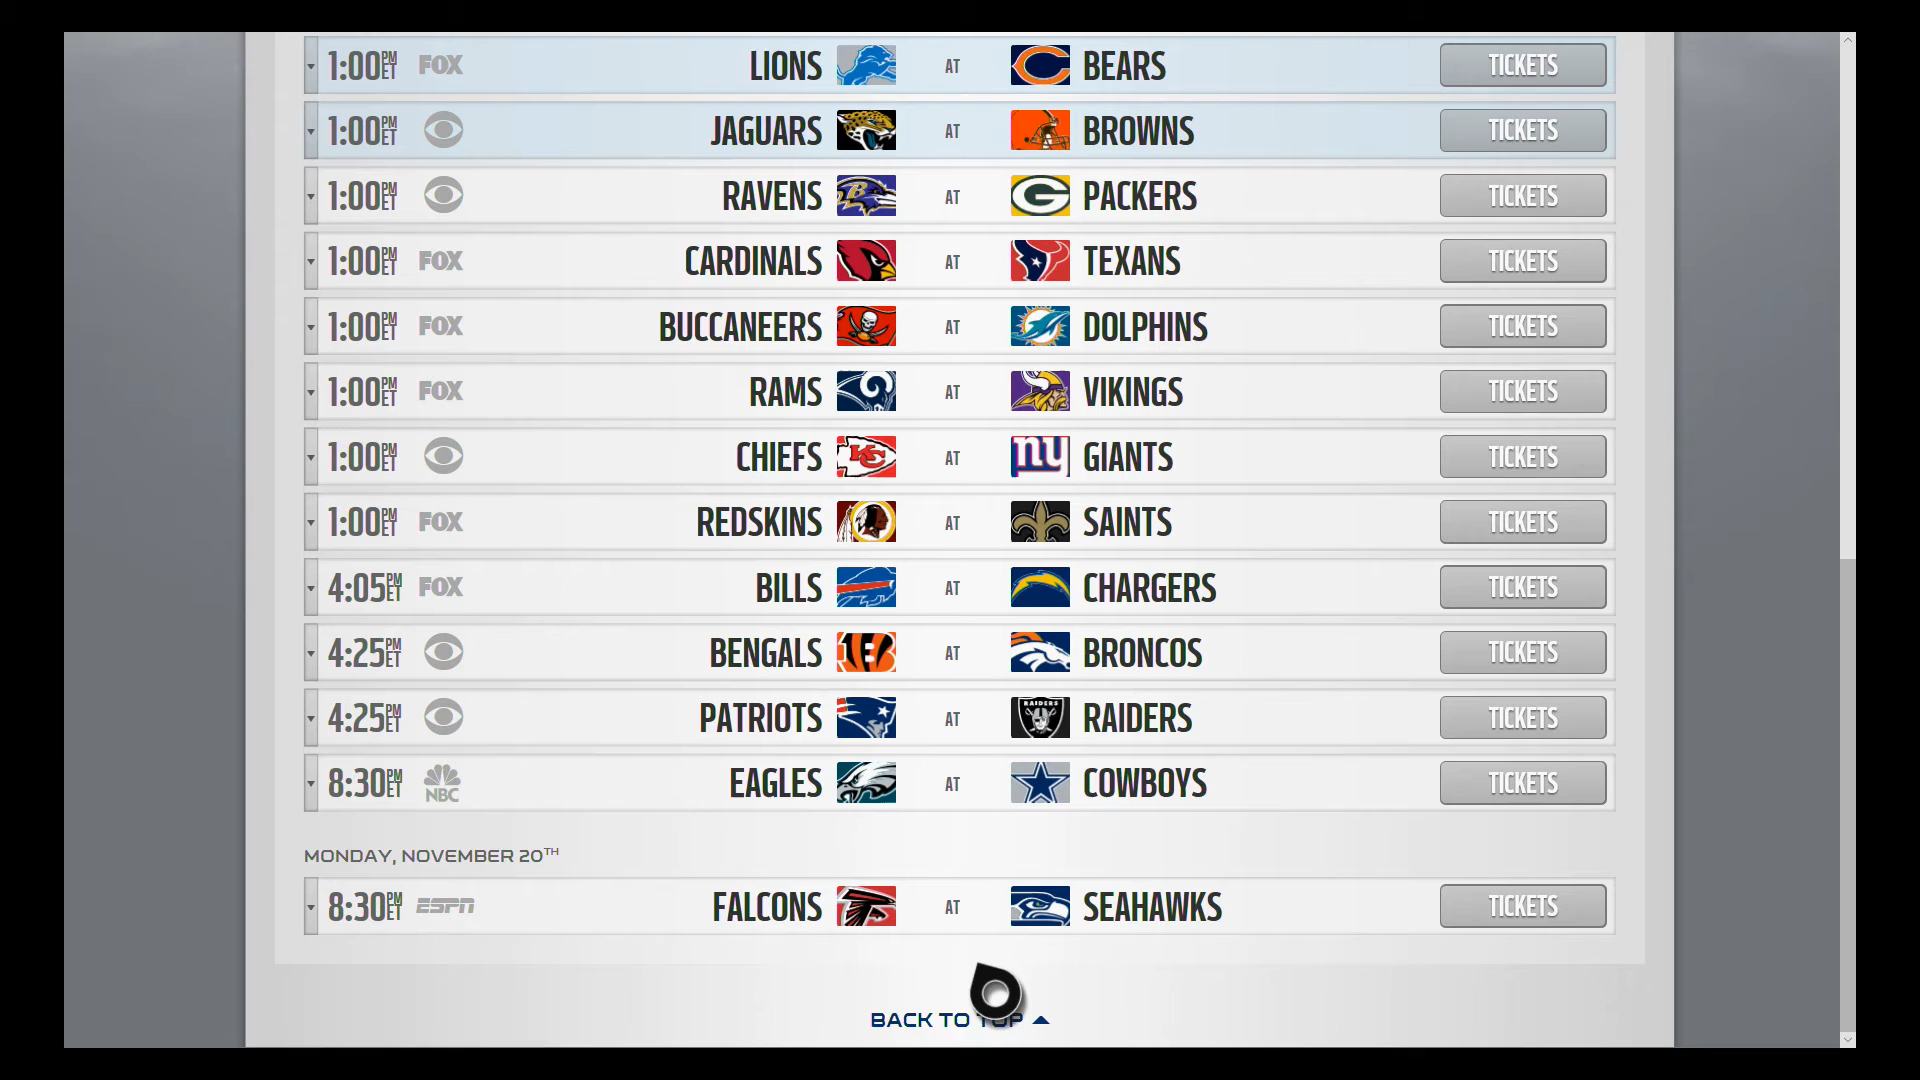 1:00 PM ET FOX LIONS AT BEARS TICKETS
1:00 PM ET JAGUARS AT BROWNS TICKETS
1:00 PM ET RAVENS AT PACKERS TICKETS
1:00 PM ET FOX CARDINALS AT TEXANS TICKETS
1:00 PM ET FOX BUCCANEERS AT DOLPHINS TICKETS
1:00 PM ET FOX RAMS AT VIKINGS TICKETS
1:00 PM ET CHIEFS KC AT ny GIANTS TICKETS
1:00 PM ET FOX REDSKINS AT SAINTS TICKETS
4:05 PM ET FOX BILLS AT CHARGERS TICKETS
4:25 PM ET BENGALS AT BRONCOS TICKETS
4:25 PM ET PATRIOTS AT RAIDERS RAIDERS TICKETS
8:30 PM ET NBC EAGLES AT COWBOYS TICKETS
MONDAY, NOVEMBER 20TH
8:30 PM ET ESPN FALCONS AT SEAHAWKS TICKETS
BACK TO TOP